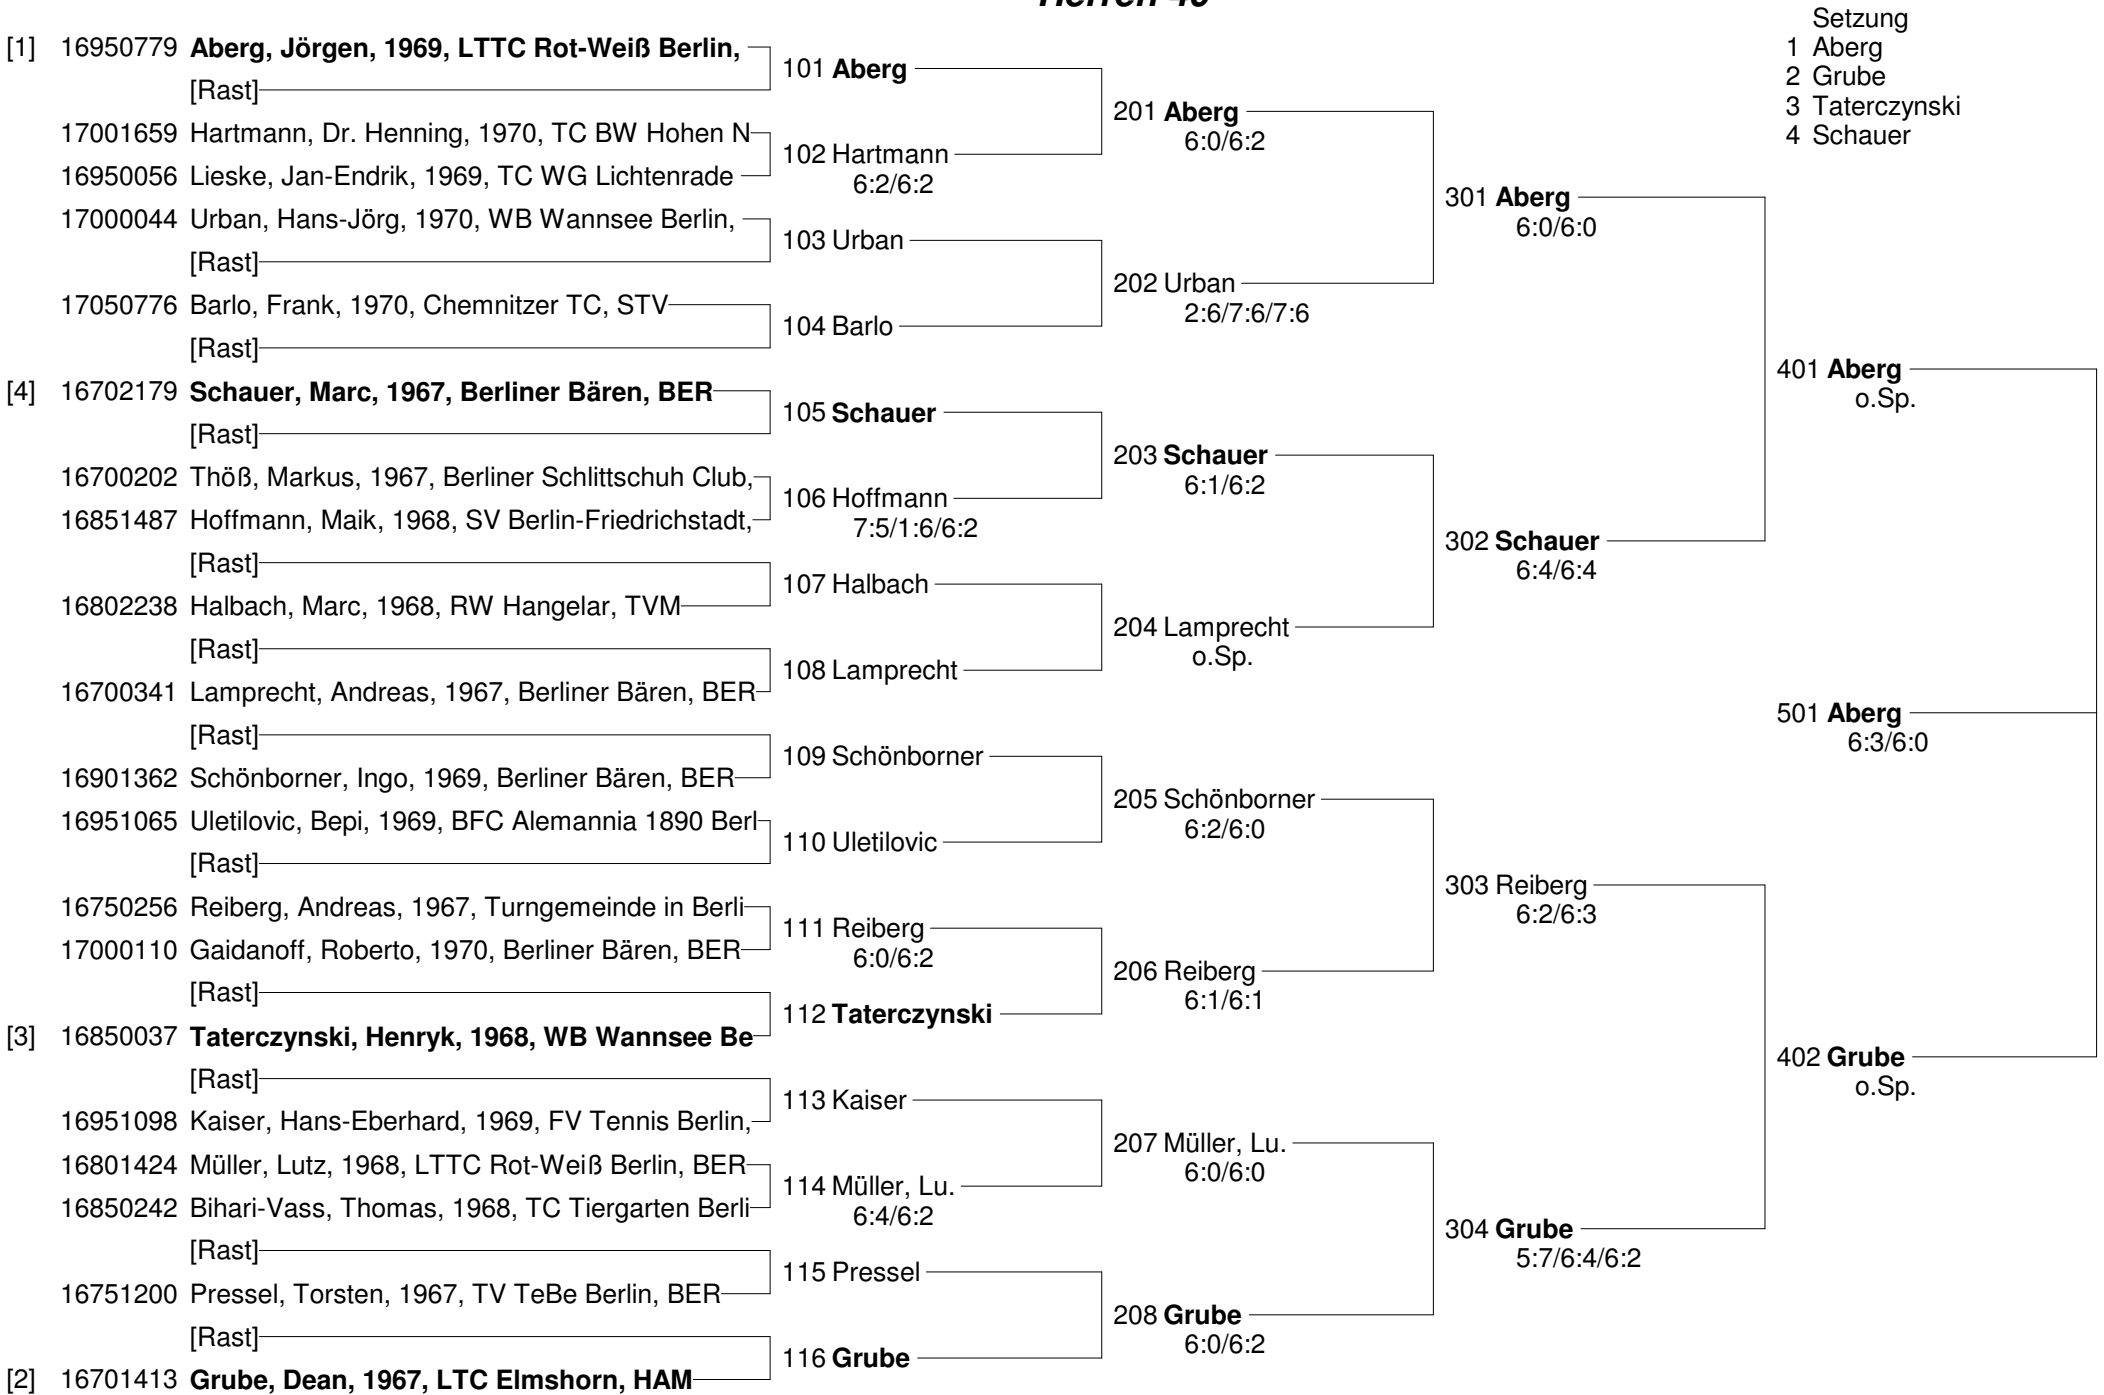 Herren 40
Setzung
1 Aberg
2 Grube
3 Taterczynski
4 Schauer
[1] 16950779 Aberg, Jörgen, 1969, LTTC Rot-Weiß Berlin,
[Rast]
17001659 Hartmann, Dr. Henning, 1970, TC BW Hohen N
16950056 Lieske, Jan-Endrik, 1969, TC WG Lichtenrade
17000044 Urban, Hans-Jörg, 1970, WB Wannsee Berlin,
[Rast]
17050776 Barlo, Frank, 1970, Chemnitzer TC, STV
[Rast]
[4] 16702179 Schauer, Marc, 1967, Berliner Bären, BER
[Rast]
16700202 Thöß, Markus, 1967, Berliner Schlittschuh Club,
16851487 Hoffmann, Maik, 1968, SV Berlin-Friedrichstadt,
[Rast]
16802238 Halbach, Marc, 1968, RW Hangelar, TVM
[Rast]
16700341 Lamprecht, Andreas, 1967, Berliner Bären, BER
[Rast]
16901362 Schönborner, Ingo, 1969, Berliner Bären, BER
16951065 Uletilovic, Bepi, 1969, BFC Alemannia 1890 Berl
[Rast]
16750256 Reiberg, Andreas, 1967, Turngemeinde in Berli
17000110 Gaidanoff, Roberto, 1970, Berliner Bären, BER
[Rast]
[3] 16850037 Taterczynski, Henryk, 1968, WB Wannsee Be
[Rast]
16951098 Kaiser, Hans-Eberhard, 1969, FV Tennis Berlin,
16801424 Müller, Lutz, 1968, LTTC Rot-Weiß Berlin, BER
16850242 Bihari-Vass, Thomas, 1968, TC Tiergarten Berli
[Rast]
16751200 Pressel, Torsten, 1967, TV TeBe Berlin, BER
[Rast]
[2] 16701413 Grube, Dean, 1967, LTC Elmshorn, HAM
101 Aberg
102 Hartmann
6:2/6:2
103 Urban
104 Barlo
105 Schauer
106 Hoffmann
7:5/1:6/6:2
107 Halbach
108 Lamprecht
109 Schönborner
110 Uletilovic
111 Reiberg
6:0/6:2
112 Taterczynski
113 Kaiser
114 Müller, Lu.
6:4/6:2
115 Pressel
116 Grube
201 Aberg
6:0/6:2
202 Urban
2:6/7:6/7:6
203 Schauer
6:1/6:2
204 Lamprecht
o.Sp.
205 Schönborner
6:2/6:0
206 Reiberg
6:1/6:1
207 Müller, Lu.
6:0/6:0
208 Grube
6:0/6:2
301 Aberg
6:0/6:0
302 Schauer
6:4/6:4
303 Reiberg
6:2/6:3
304 Grube
5:7/6:4/6:2
401 Aberg
o.Sp.
501 Aberg
6:3/6:0
402 Grube
o.Sp.